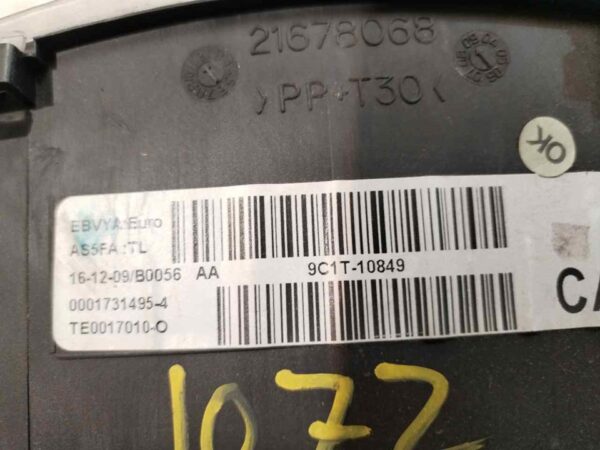 21678068
>PP+T30<
OK
EBVYA:Euro
AS5FA:TL
16-12-09/B0056 AA 9C1T-10849
0001731495-4
TE0017010-O
CA
1072